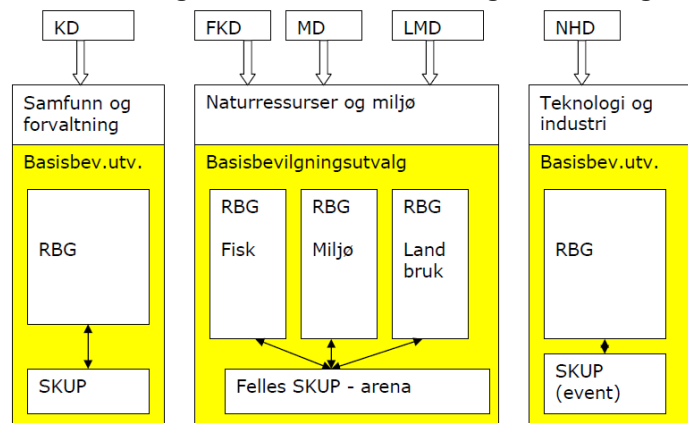 KD
FKD
MD
LMD
NHD
Samfunn og
forvaltning
Naturressurser og miljø
Teknologi og
industri
Basisbev.utv.
Basisbevilgningsutvalg
Basisbev.utv.
RBG
RBG
Fisk
RBG
Miljø
RBG
Land
bruk
RBG
SKUP
Felles SKUP - arena
SKUP
(event)